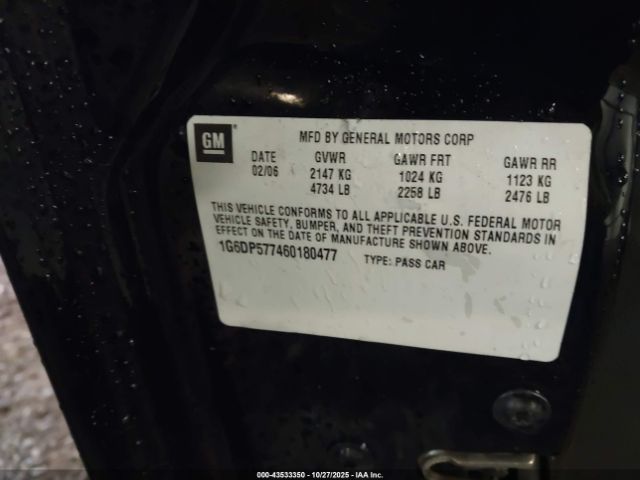 GM
MFD BY GENERAL MOTORS CORP
DATE GVWR GAWR FRT GAWR RR
02/06 2147 KG 1024 KG 1123 KG
4734 LB 2258 LB 2476 LB
THIS VEHICLE CONFORMS TO ALL APPLICABLE U.S. FEDERAL MOTOR
VEHICLE SAFETY, BUMPER, AND THEFT PREVENTION STANDARDS IN
EFFECT ON THE DATE OF MANUFACTURE SHOWN ABOVE.
1G6DP577460180477 TYPE: PASS CAR
000-43533350 | 10/27/2025 - IAA Inc.